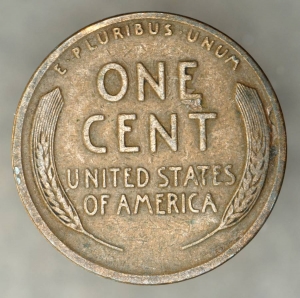 E·PLURIBUS·UNUM
ONE
CENT
UNITED STATES
OF AMERICA